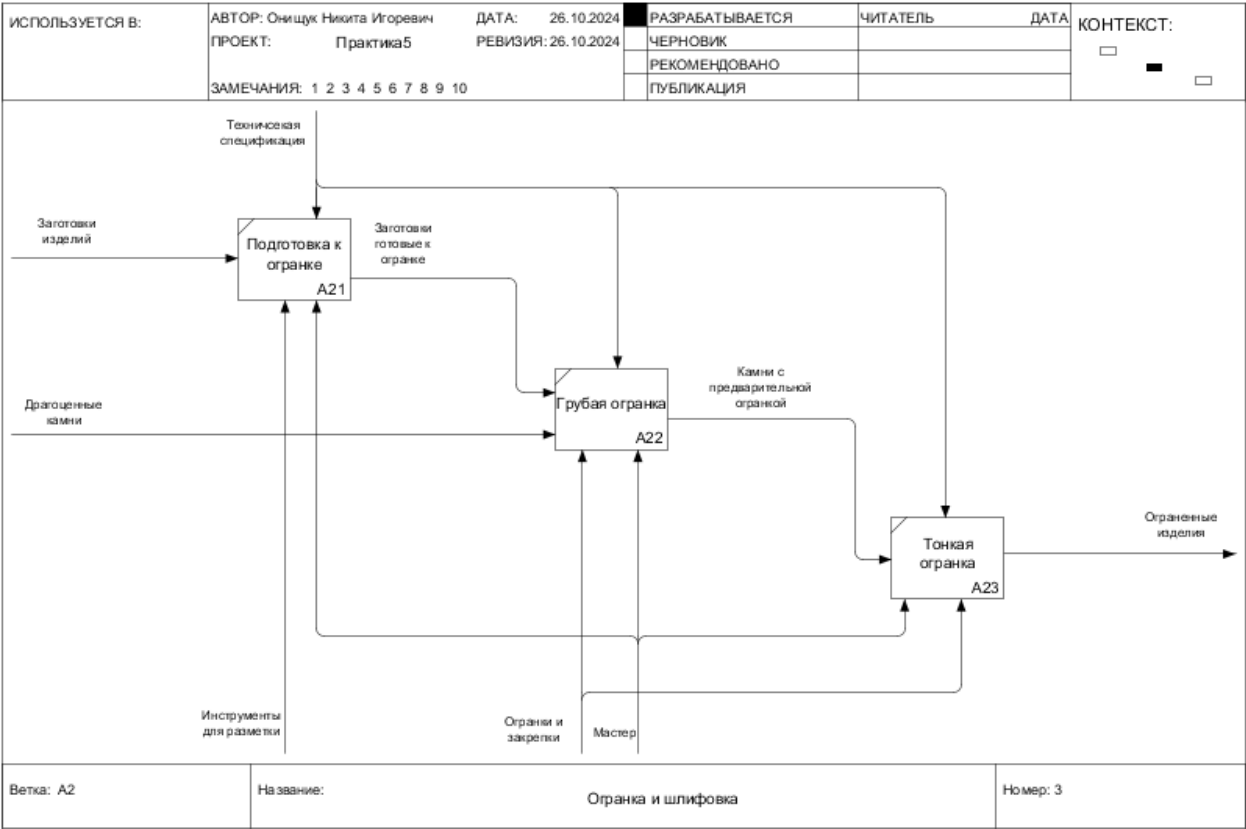 ИСПОЛЬЗУЕТСЯ В:
АВТОР: Онищук Никита Игоревич
ДАТА: 26.10.2024
ПРОЕКТ: Практика5
РЕВИЗИЯ: 26.10.2024
ЗАМЕЧАНИЯ: 1 2 3 4 5 6 7 8 9 10
РАЗРАБАТЫВАЕТСЯ
ЧЕРНОВИК
РЕКОМЕНДОВАНО
ПУБЛИКАЦИЯ
ЧИТАТЕЛЬ ДАТА
КОНТЕКСТ:
Техничсекая
спецификация
Заготовки
изделий
Подготовка к
огранке
A21
Заготовки
готовые к
огранке
Драгоценные
камни
Грубая огранка
A22
Камни с
предварительной
огранкой
Тонкая
огранка
A23
Ограненные
изделия
Инструменты
для разметки
Огранки и
закрепки
Мастер
Ветка: A2
Название:
Огранка и шлифовка
Номер: 3